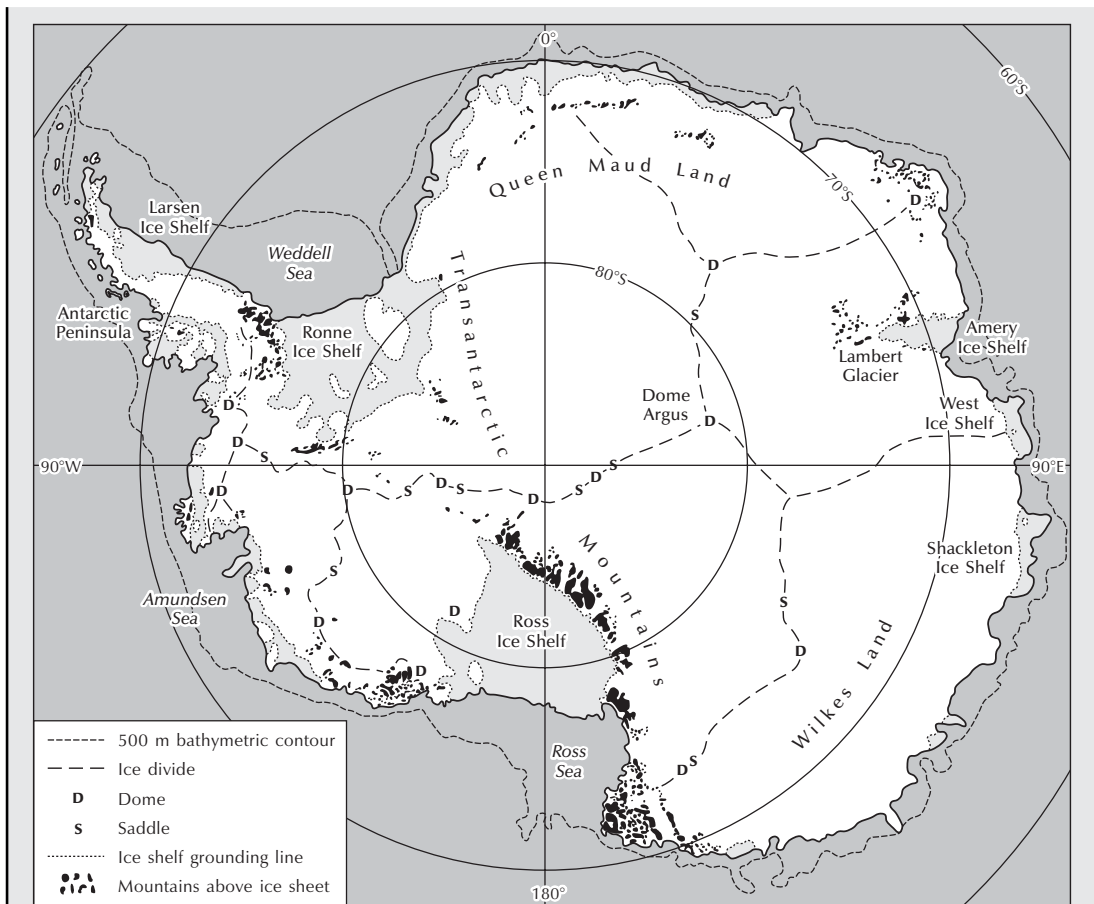 0°
60°S
Queen Maud Land
70°S
D
Larsen
Ice Shelf
Weddell
Sea
Transantarctic
80°S
D
S
Antarctic
Peninsula
Ronne
Ice Shelf
Amery
Ice Shelf
Lambert
Glacier
Dome
Argus
D
West
Ice Shelf
D
D
S
90°W
90°E
D
D
S
D
S
D
S
D
S
Mountains
Shackleton
Ice Shelf
S
Amundsen
Sea
D
D
Ross
Ice Shelf
S
D
D
Wilkes Land
Ross
Sea
D
S
180°
500 m bathymetric contour
Ice divide
D Dome
S Saddle
Ice shelf grounding line
Mountains above ice sheet